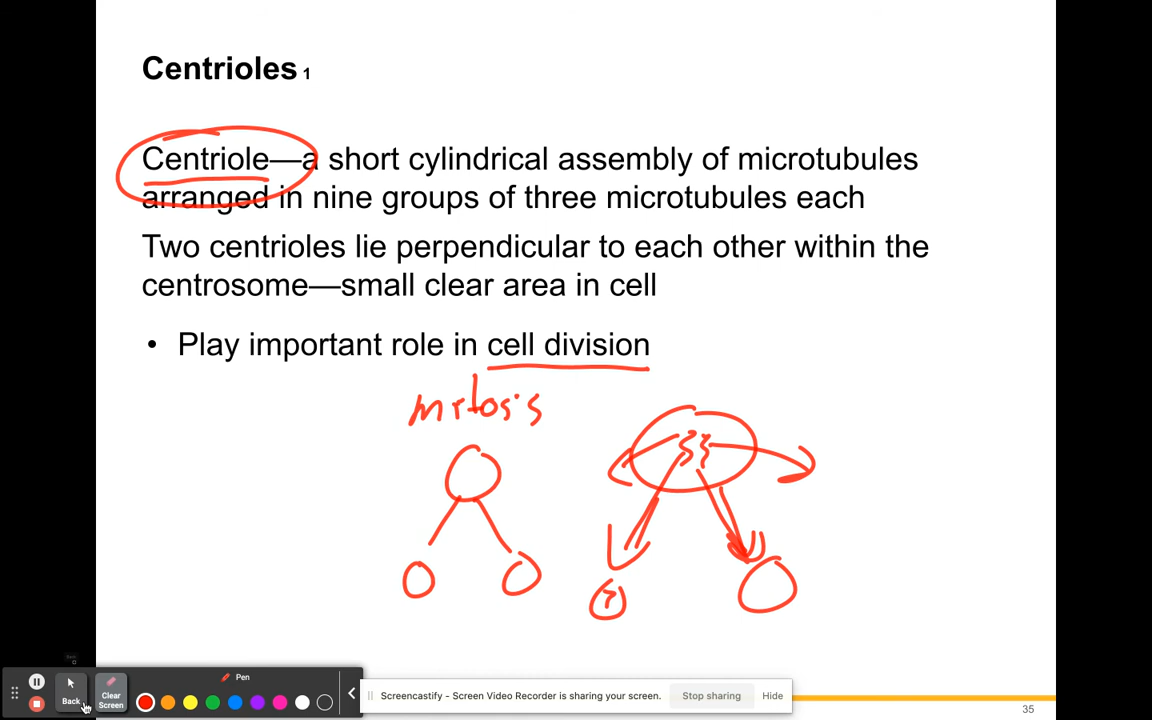 Centrioles 1
Centriole—a short cylindrical assembly of microtubules
arranged in nine groups of three microtubules each
Two centrioles lie perpendicular to each other within the
centrosome—small clear area in cell
• Play important role in cell division
mitosis
Pen
Back
Clear
Screen
Screencastify - Screen Video Recorder is sharing your screen.
Stop sharing
Hide
35